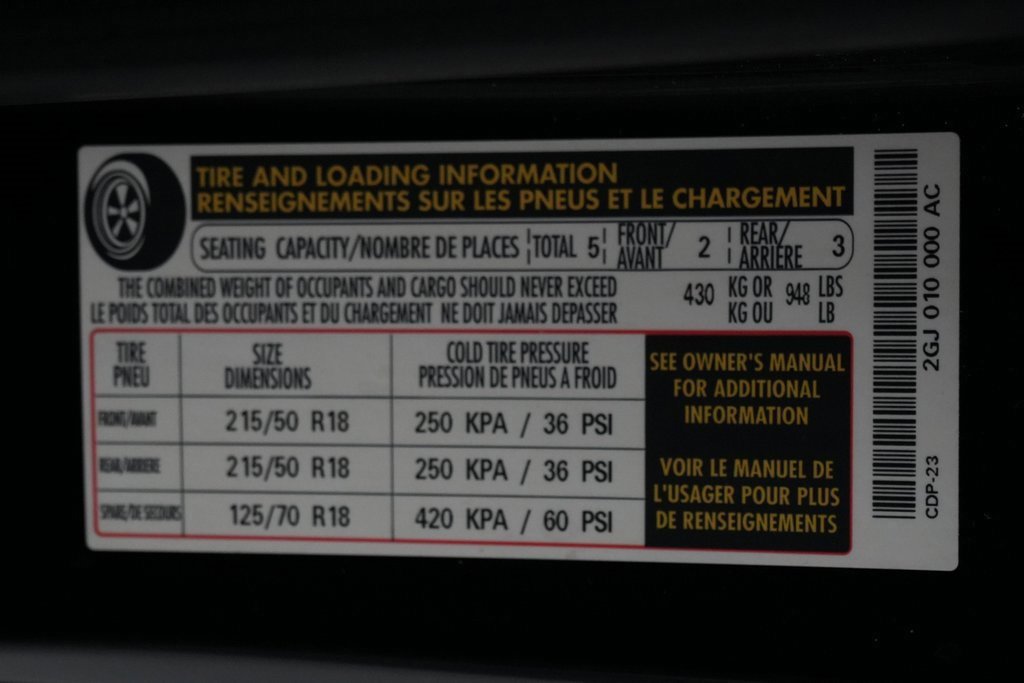 TIRE AND LOADING INFORMATION
RENSEIGNEMENTS SUR LES PNEUS ET LE CHARGEMENT
SEATING CAPACITY/NOMBRE DE PLACES TOTAL 5 FRONT/AVANT 2 REAR/ARRIÈRE 3
THE COMBINED WEIGHT OF OCCUPANTS AND CARGO SHOULD NEVER EXCEED 430 KG OR 948 LBS
LE POIDS TOTAL DES OCCUPANTS ET DU CHARGEMENT NE DOIT JAMAIS DEPASSER KG OU LB
TIRE SIZE COLD TIRE PRESSURE
PNEU DIMENSIONS PRESSION DE PNEUS A FROID
FRONT/AVANT 215/50 R18 250 KPA / 36 PSI
REAR/ARRIERE 215/50 R18 250 KPA / 36 PSI
SPARE/DE SECOURS 125/70 R18 420 KPA / 60 PSI
SEE OWNER'S MANUAL
FOR ADDITIONAL
INFORMATION
VOIR LE MANUEL DE
L'USAGER POUR PLUS
DE RENSEIGNEMENTS
CDP-23 2GJ 010 000 AC